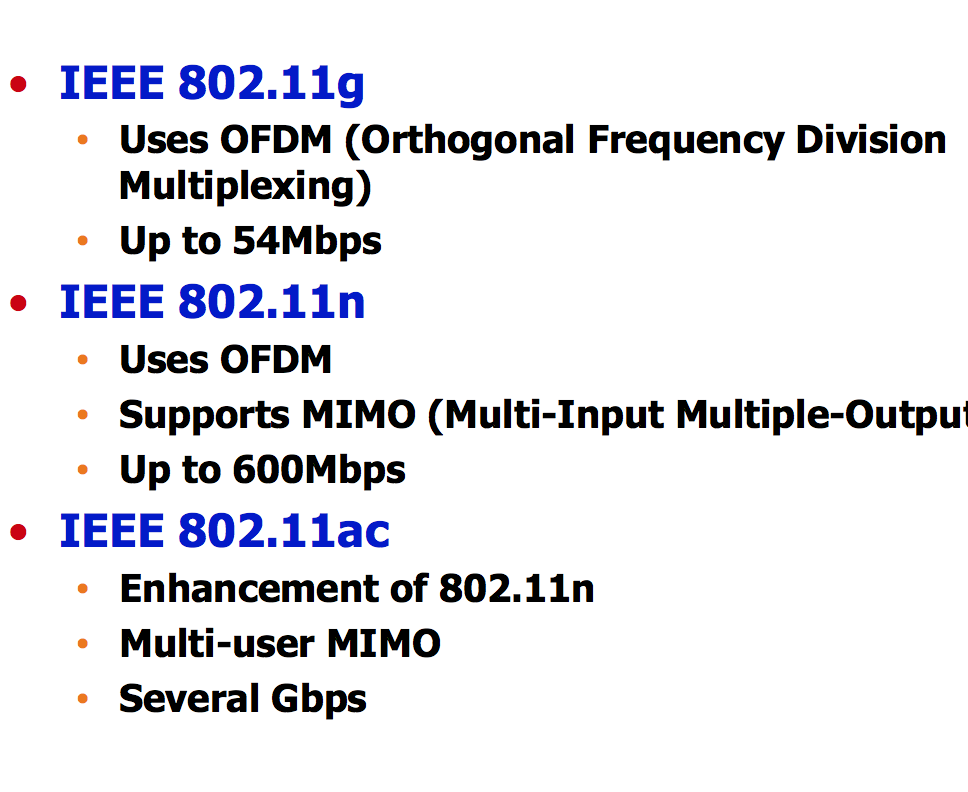 • IEEE 802.11g
• Uses OFDM (Orthogonal Frequency Division
Multiplexing)
• Up to 54Mbps
• IEEE 802.11n
• Uses OFDM
• Supports MIMO (Multi-Input Multiple-Output
• Up to 600Mbps
• IEEE 802.11ac
• Enhancement of 802.11n
• Multi-user MIMO
• Several Gbps